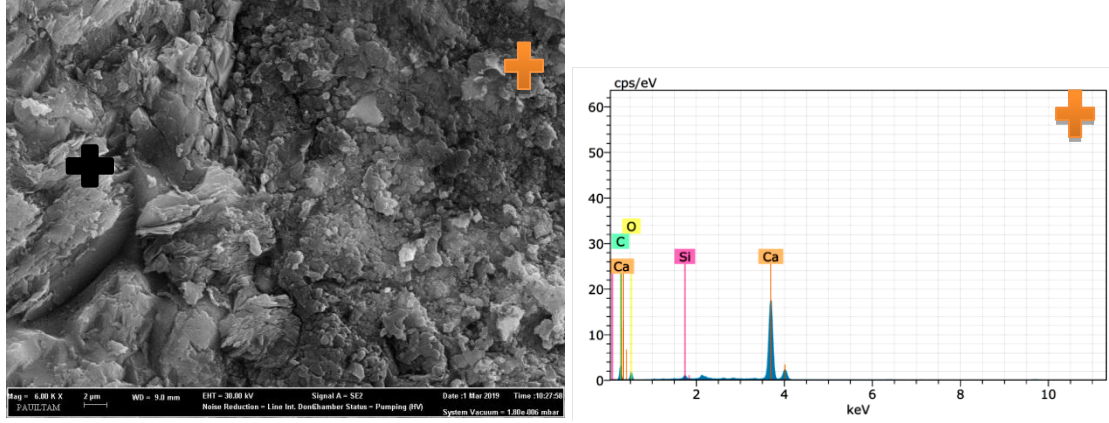 Mag = 6.00 K X
2 µm
WD = 9.0 mm
EHT = 30.00 kV
Signal A = SE2
Date :1 Mar 2019
Time :10:27:58
PAUILTAM
Noise Reduction = Line Int. Don
Chamber Status = Pumping (HV)
System Vacuum = 1.80e-006 mbar
cps/eV
60
50
40
30
20
10
0
O
C
Ca
Si
Ca
2
4
6
8
10
keV